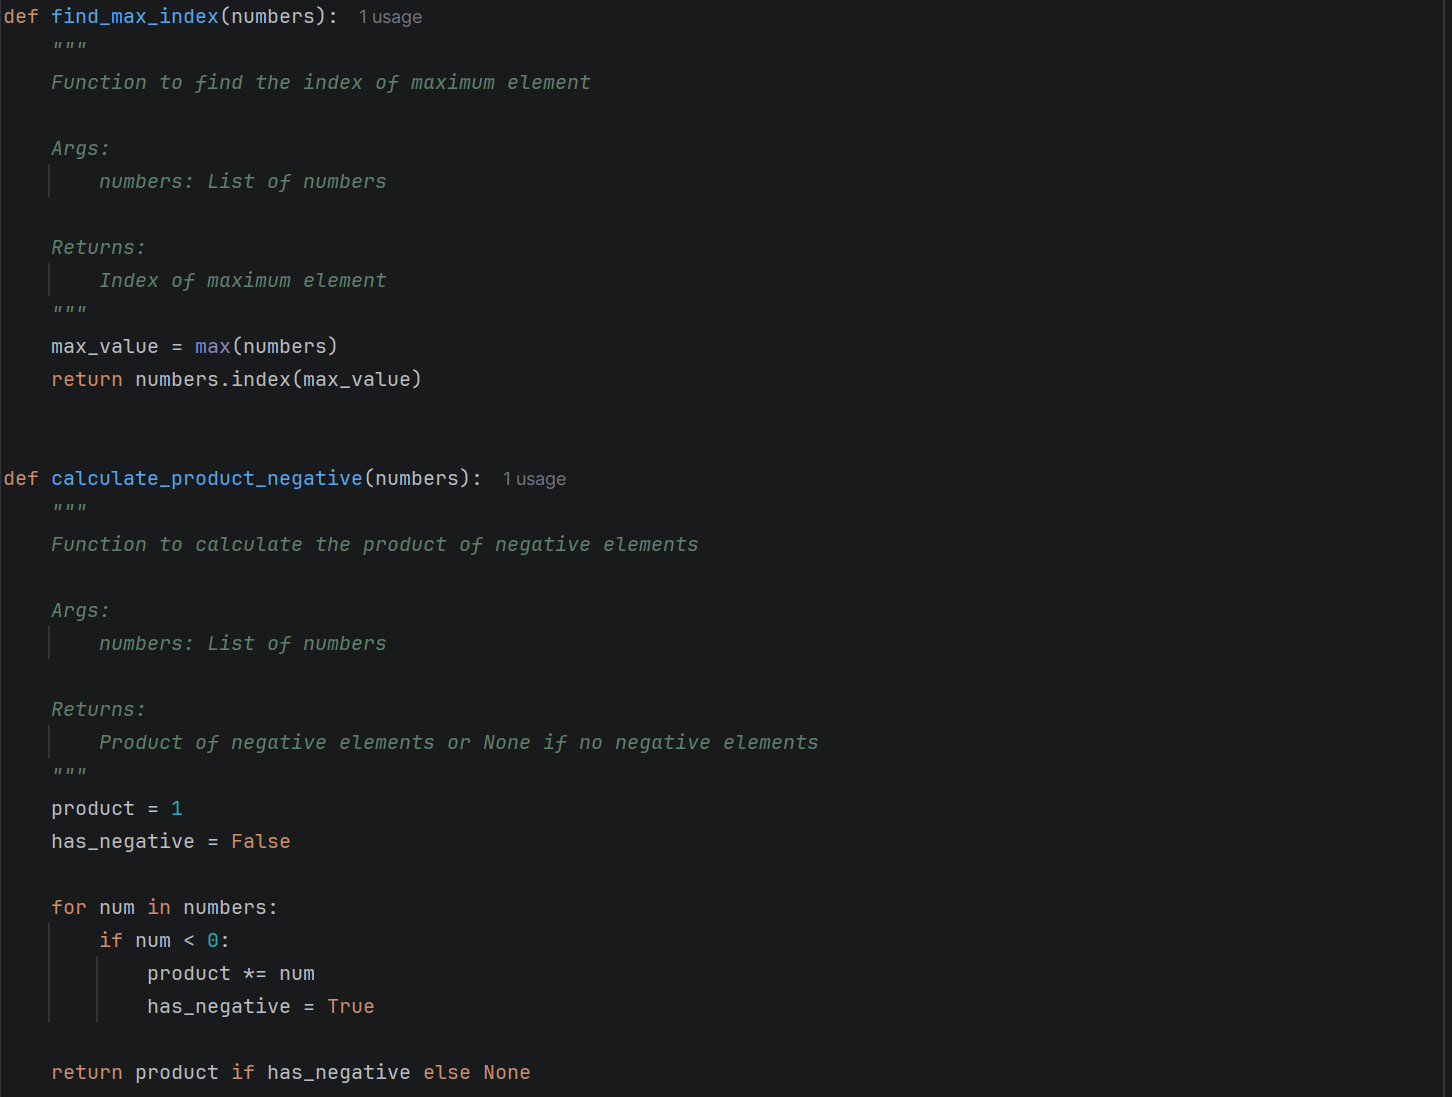 def find_max_index(numbers): 1 usage
    """
    Function to find the index of maximum element

    Args:
        numbers: List of numbers

    Returns:
        Index of maximum element
    """
    max_value = max(numbers)
    return numbers.index(max_value)


def calculate_product_negative(numbers): 1 usage
    """
    Function to calculate the product of negative elements

    Args:
        numbers: List of numbers

    Returns:
        Product of negative elements or None if no negative elements
    """
    product = 1
    has_negative = False

    for num in numbers:
        if num < 0:
            product *= num
            has_negative = True

    return product if has_negative else None